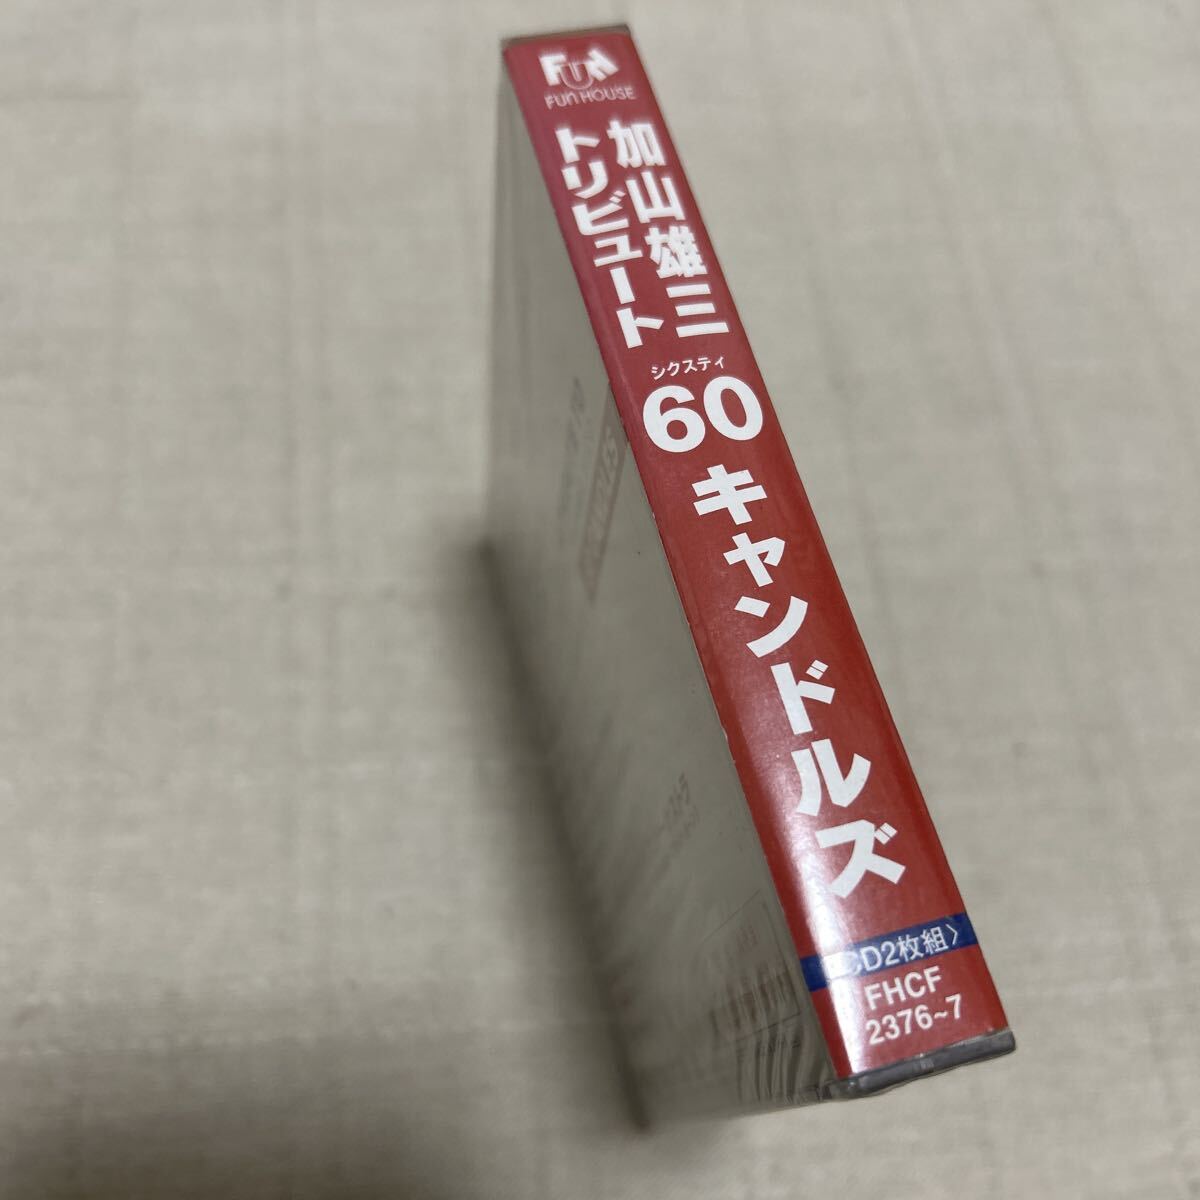 FUN
FUN HOUSE
加山雄三
トリビュート
シクスティ
60
キャンドルズ
CD2枚組〉
FHCF
2376~7